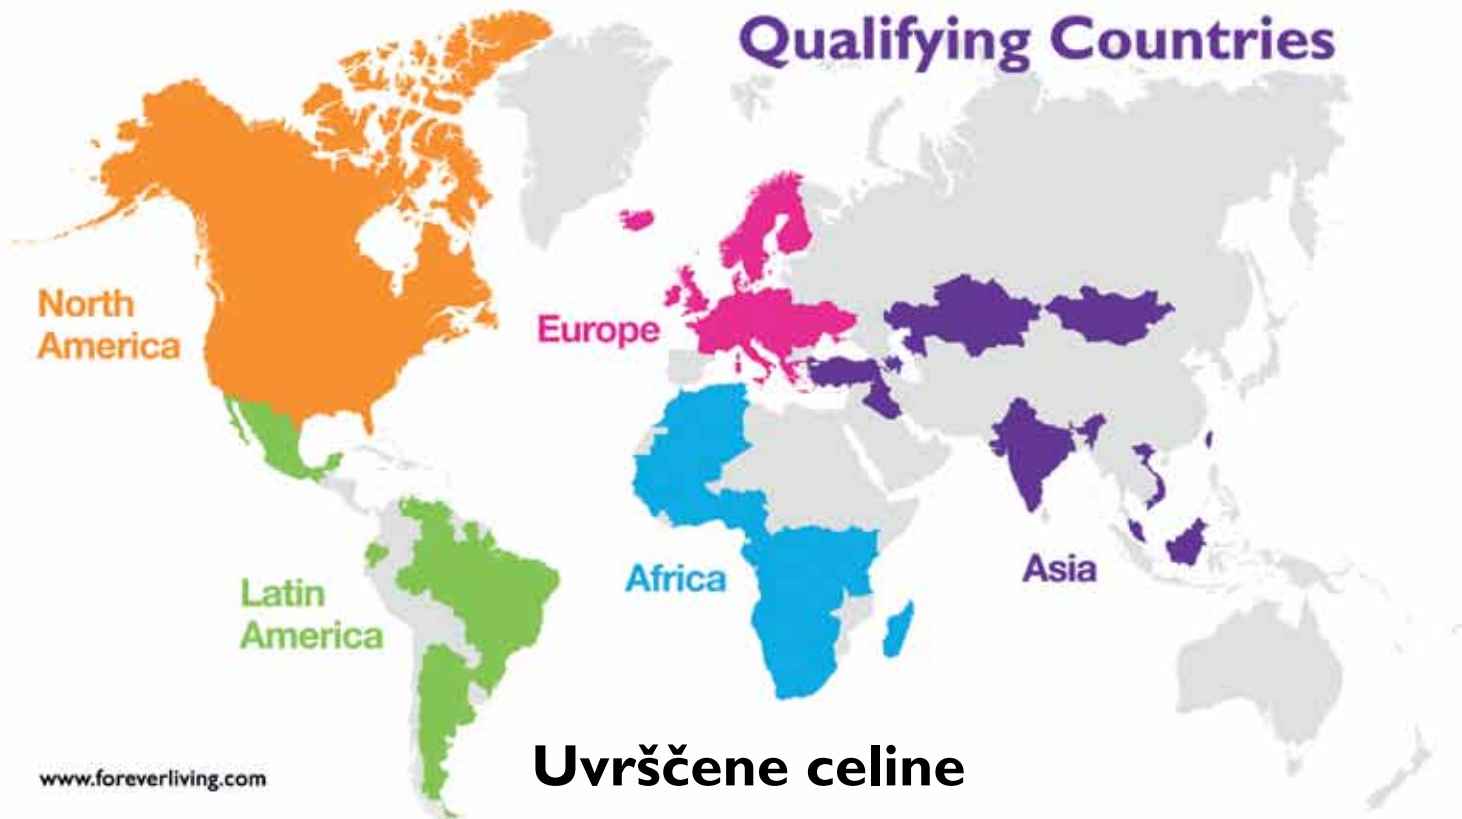 Qualifying Countries
North
America
Europe
Latin
America
Africa
Asia
www.foreverliving.com
Uvrščene celine